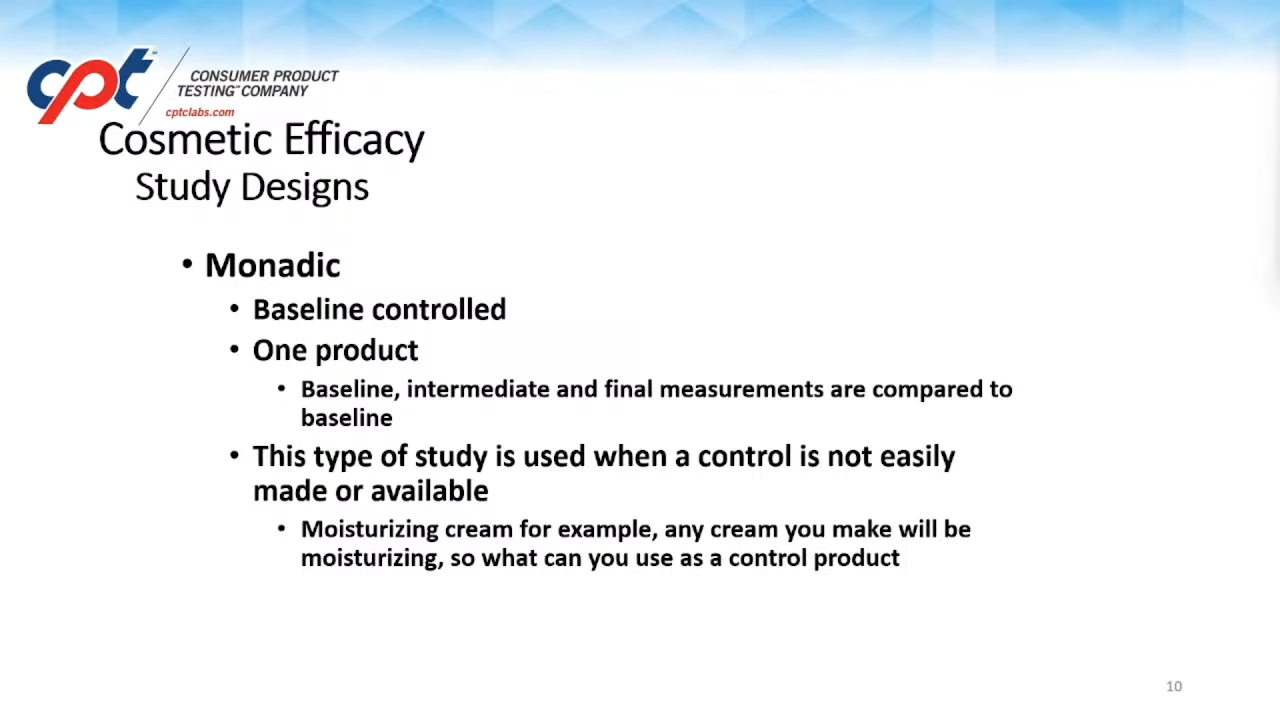 cpt
CONSUMER PRODUCT
TESTING℠ COMPANY
cptclabs.com
Cosmetic Efficacy
Study Designs
• Monadic
• Baseline controlled
• One product
• Baseline, intermediate and final measurements are compared to
baseline
• This type of study is used when a control is not easily
made or available
• Moisturizing cream for example, any cream you make will be
moisturizing, so what can you use as a control product
10